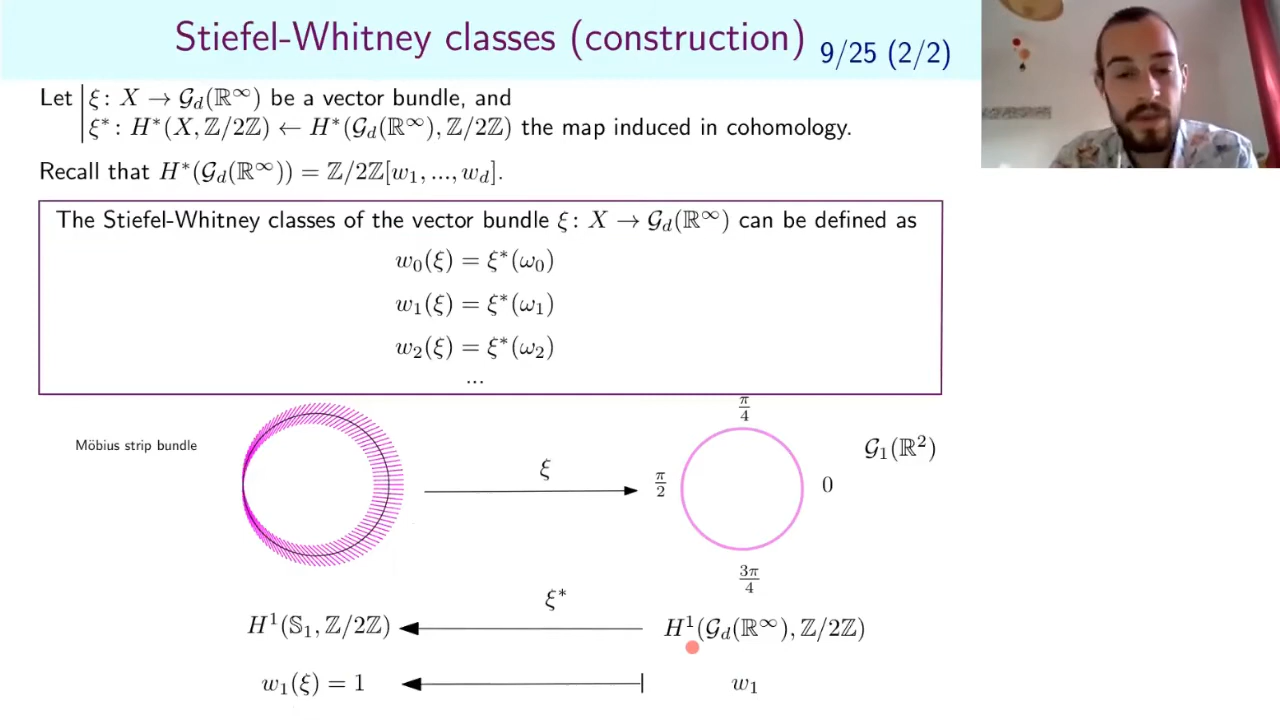 Stiefel-Whitney classes (construction) 9/25 (2/2)
Let ξ: X → 𝒢_d(ℝ^∞) be a vector bundle, and
ξ*: H*(X, ℤ/2ℤ) ← H*(𝒢_d(ℝ^∞), ℤ/2ℤ) the map induced in cohomology.
Recall that H*(𝒢_d(ℝ^∞)) = ℤ/2ℤ[w_1, ..., w_d].
The Stiefel-Whitney classes of the vector bundle ξ: X → 𝒢_d(ℝ^∞) can be defined as
w_0(ξ) = ξ*(ω_0)
w_1(ξ) = ξ*(ω_1)
w_2(ξ) = ξ*(ω_2)
...
π/4
Möbius strip bundle
𝒢_1(ℝ^2)
ξ
π/2
0
3π/4
ξ*
H^1(𝕊_1, ℤ/2ℤ)
H^1(𝒢_d(ℝ^∞), ℤ/2ℤ)
w_1(ξ) = 1
w_1